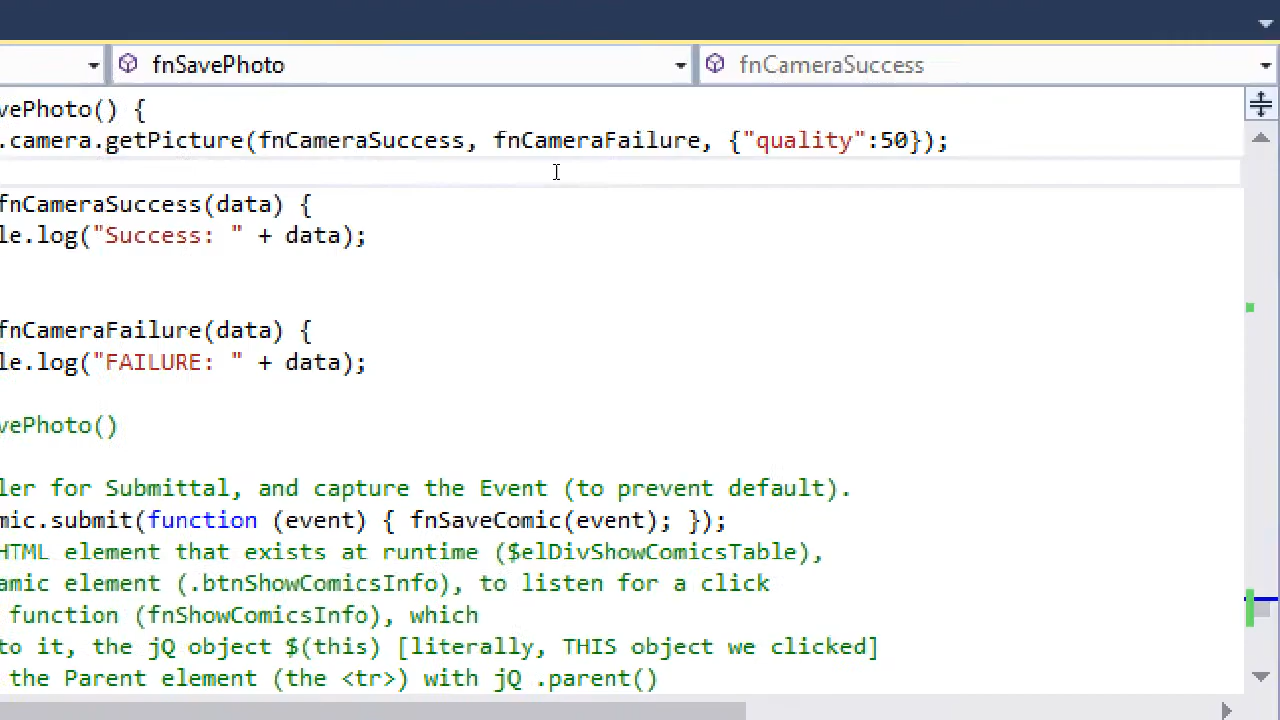 fnSavePhoto
fnCameraSuccess
vePhoto() {
.camera.getPicture(fnCameraSuccess, fnCameraFailure, {"quality":50});
fnCameraSuccess(data) {
le.log("Success: " + data);
fnCameraFailure(data) {
le.log("FAILURE: " + data);
vePhoto()
ler for Submittal, and capture the Event (to prevent default).
mic.submit(function (event) { fnSaveComic(event); });
HTML element that exists at runtime ($elDivShowComicsTable),
amic element (.btnShowComicsInfo), to listen for a click
function (fnShowComicsInfo), which
to it, the jQ object $(this) [literally, THIS object we clicked]
the Parent element (the <tr>) with jQ .parent()